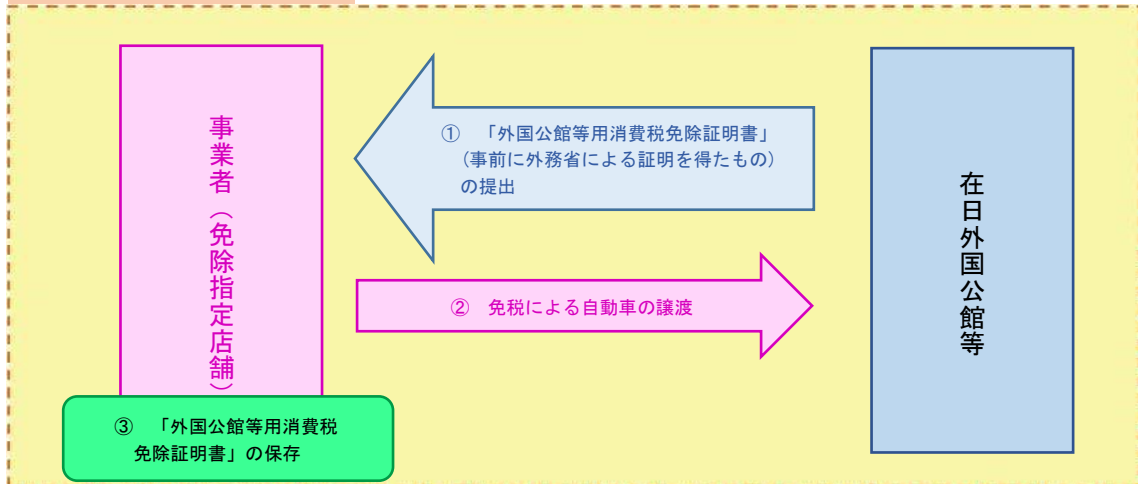 事業者（免除指定店舗）
① 「外国公館等用消費税免除証明書」
(事前に外務省による証明を得たもの)
の提出
② 免税による自動車の譲渡
在日外国公館等
③ 「外国公館等用消費税
免除証明書」の保存